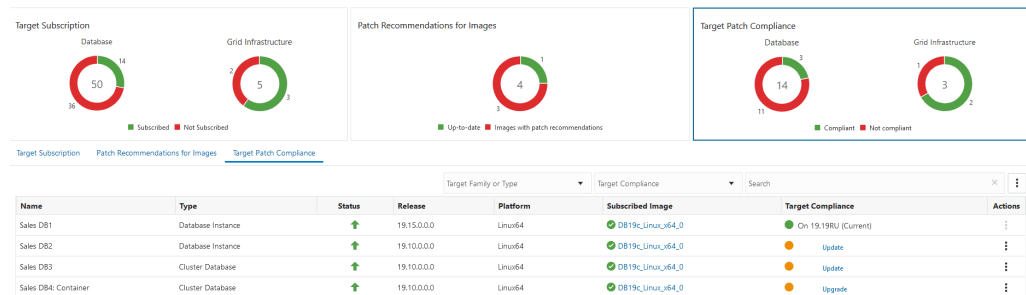 Target Subscription
Database
Grid Infrastructure
14
50
36
2
5
3
Subscribed Not Subscribed
Patch Recommendations for Images
1
4
3
Up-to-date Images with patch recommendations
Target Patch Compliance
Database
Grid Infrastructure
3
14
11
1
3
2
Compliant Not compliant
Target Subscription Patch Recommendations for Images Target Patch Compliance
Target Family or Type Target Compliance Search
Name Type Status Release Platform Subscribed Image Target Compliance Actions
Sales DB1 Database Instance 19.15.0.0.0 Linux64 DB19c_Linux_x64_0 On 19.19RU (Current)
Sales DB2 Database Instance 19.10.0.0.0 Linux64 DB19c_Linux_x64_0 Update
Sales DB3 Cluster Database 19.10.0.0.0 Linux64 DB19c_Linux_x64_0 Update
Sales DB4: Container Cluster Database 19.10.0.0.0 Linux64 DB19c_Linux_x64_0 Upgrade